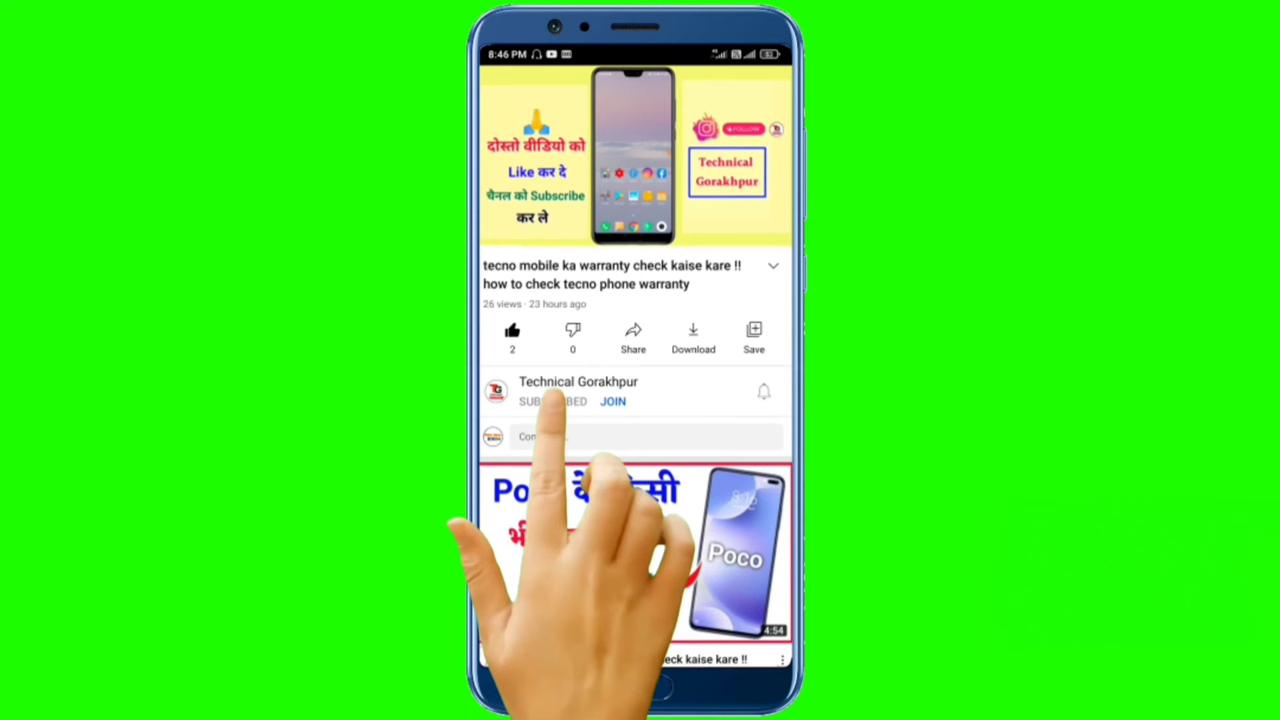 8:46 PM
दोस्तो वीडियो को
Like कर दे
चैनल को Subscribe
कर ले
FOLLOW
Technical
Gorakhpur
tecno mobile ka warranty check kaise kare !!
how to check tecno phone warranty
26 views · 23 hours ago
2
0
Share
Download
Save
Technical Gorakhpur
JOIN
Poco
4:54
kaise kare !!